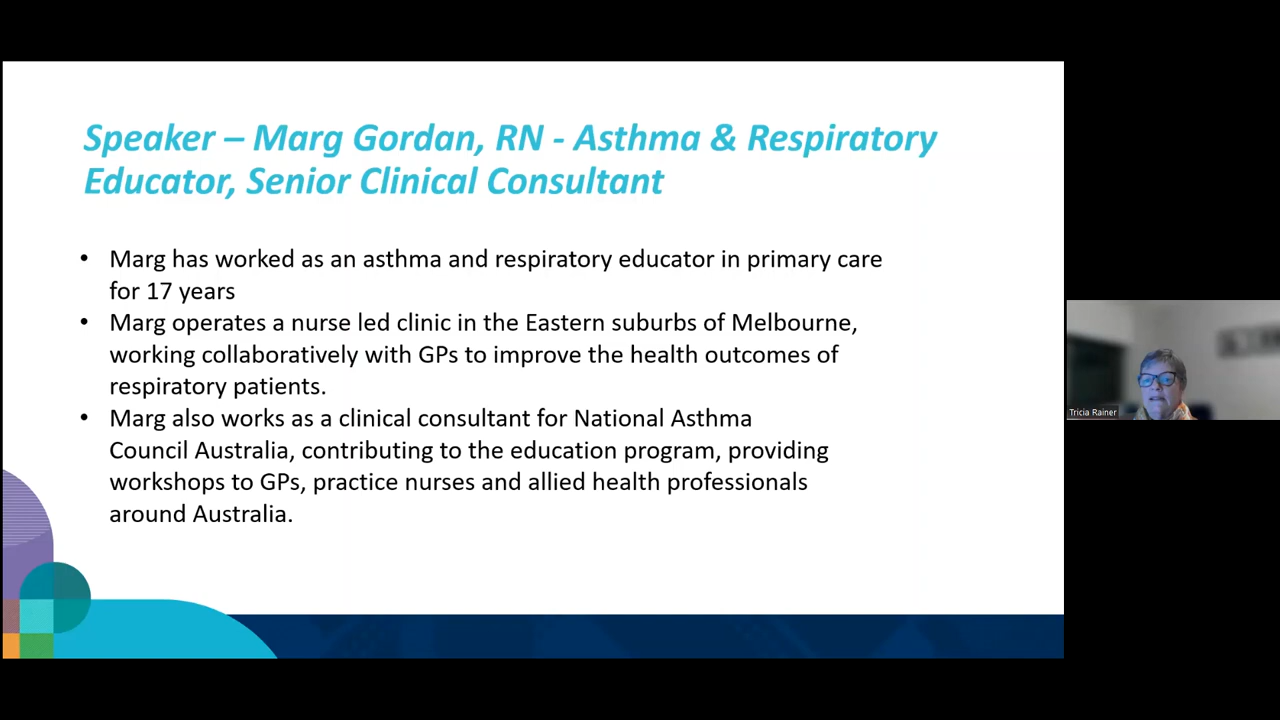 Speaker – Marg Gordan, RN - Asthma & Respiratory
Educator, Senior Clinical Consultant
• Marg has worked as an asthma and respiratory educator in primary care
for 17 years
• Marg operates a nurse led clinic in the Eastern suburbs of Melbourne,
working collaboratively with GPs to improve the health outcomes of
respiratory patients.
• Marg also works as a clinical consultant for National Asthma
Council Australia, contributing to the education program, providing
workshops to GPs, practice nurses and allied health professionals
around Australia.
Tricia Rainer